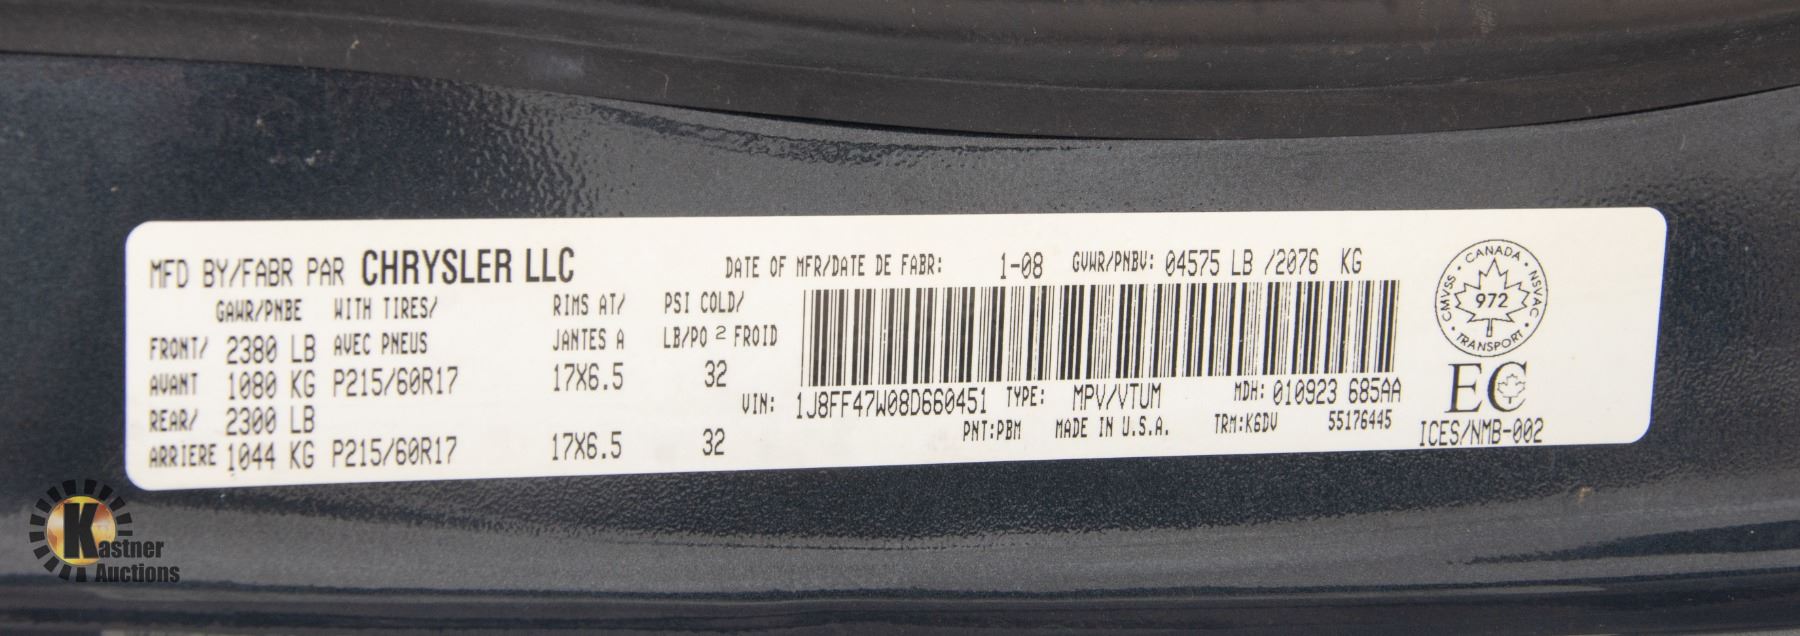 MFD BY/FABR PAR CHRYSLER LLC
DATE OF MFR/DATE DE FABR: 1-08 GVWR/PNBV: 04575 LB /2076 KG
GAWR/PNBE WITH TIRES/ RIMS AT/ PSI COLD/
FRONT/ 2380 LB AVEC PNEUS JANTES A LB/PO 2 FROID
AVANT 1080 KG P215/60R17 17X6.5 32
REAR/ 2300 LB
ARRIERE 1044 KG P215/60R17 17X6.5 32
VIN: 1J8FF47W08D660451 TYPE: MPV/VTUM MDH: 010923 685AA
PNT:PBM MADE IN U.S.A. TRM:K6DV 55176445
CMVSS · CANADA · NSVAC · TRANSPORT ·
972
EC
ICES/NMB-002
Kastner
Auctions